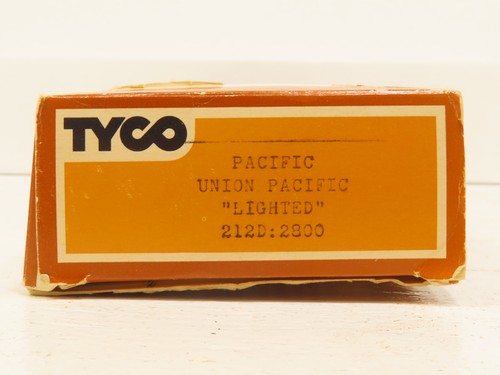 TYCO
PACIFIC
UNION PACIFIC
"LIGHTED"
212D:2800